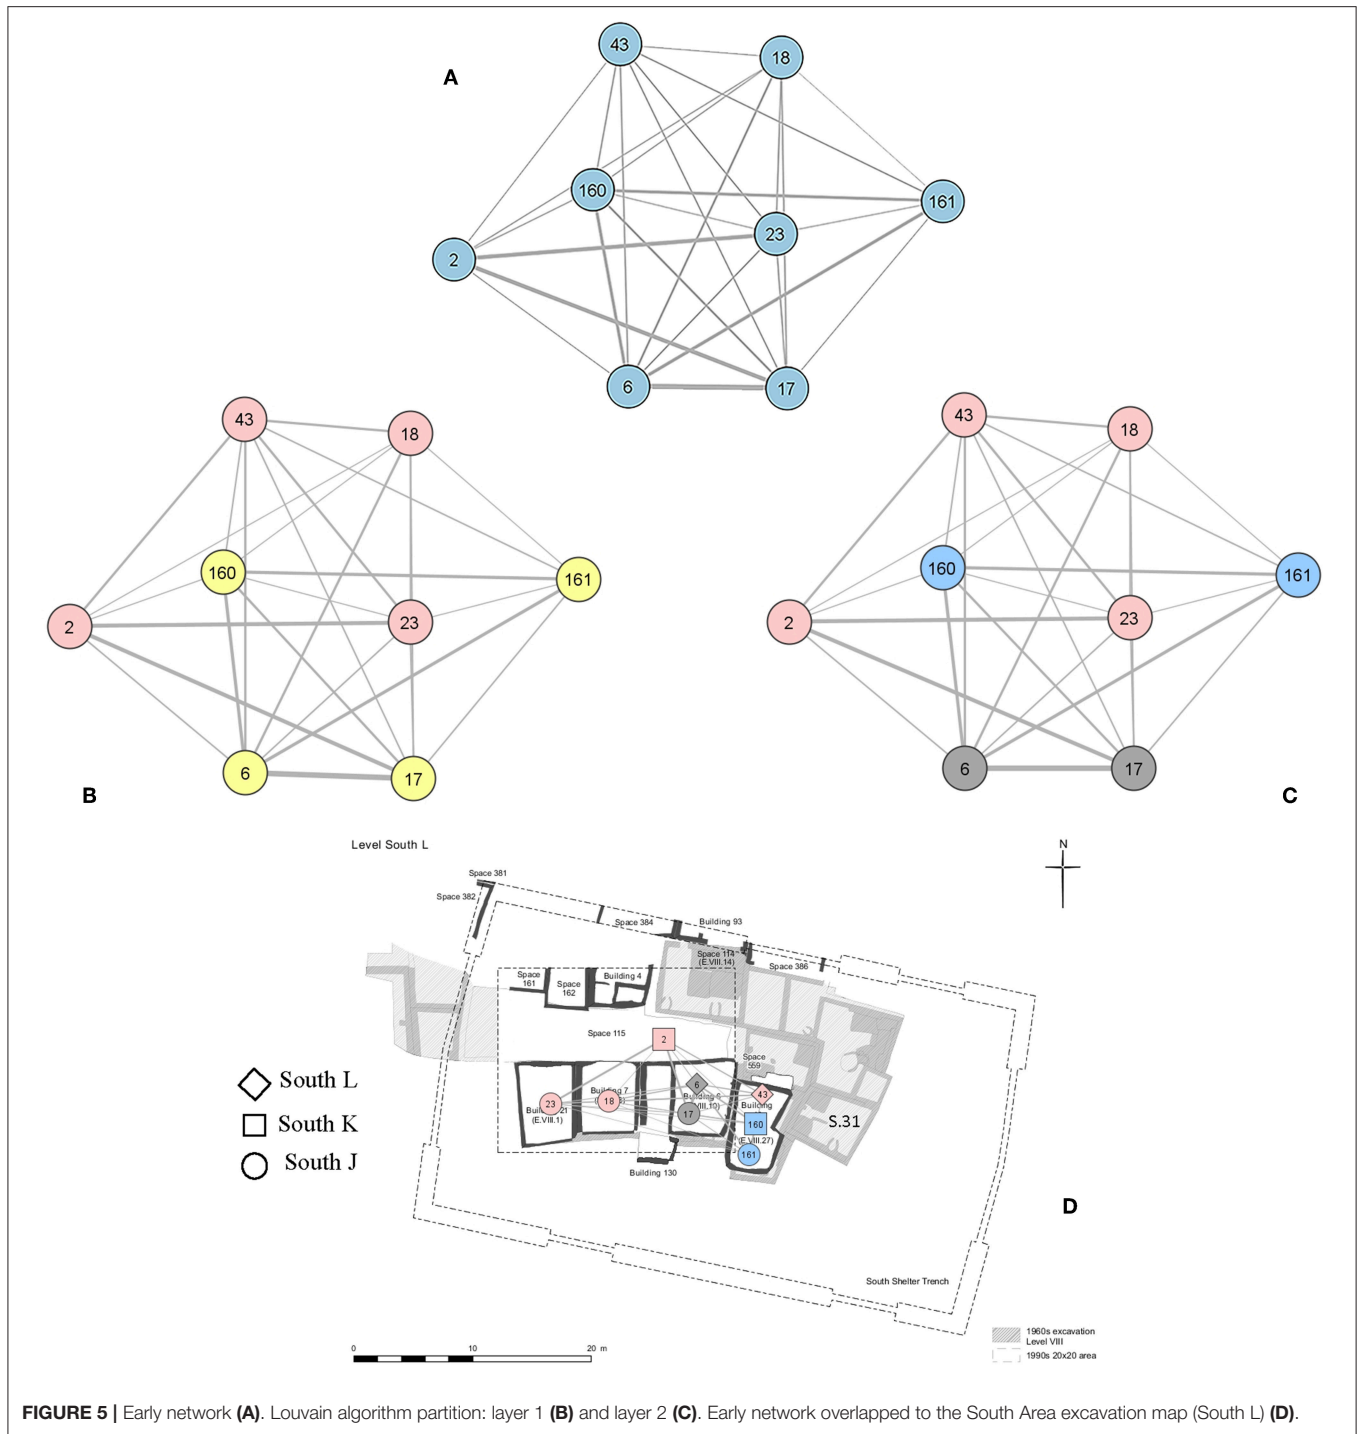 A
43
18
160
161
23
2
6
17
43
18
160
161
2
23
6
17
B
43
18
160
161
2
23
6
17
C
Level South L
N
Space 381
Space 382
Space 384
Building 93
Space 114
(E.VIII.14)
Space 386
Space
161
Space
162
Building 4
Space 115
2
Space
559
South L
South K
South J
23
(E.VIII.1)
18
6
17
43
Building
160
(E.VIII.27)
161
S.31
Building 130
D
South Shelter Trench
0
10
20 m
1960s excavation
Level VIII
1990s 20x20 area
FIGURE 5 | Early network (A). Louvain algorithm partition: layer 1 (B) and layer 2 (C). Early network overlapped to the South Area excavation map (South L) (D).